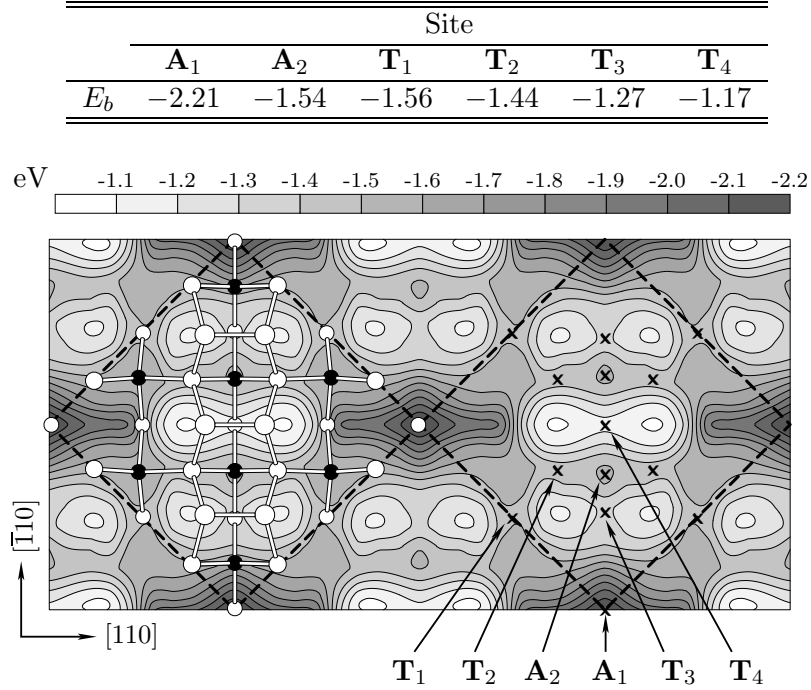 Site
A₁ A₂ T₁ T₂ T₃ T₄
E_b −2.21 −1.54 −1.56 −1.44 −1.27 −1.17
eV -1.1 -1.2 -1.3 -1.4 -1.5 -1.6 -1.7 -1.8 -1.9 -2.0 -2.1 -2.2
[1̅10]
[110]
T₁ T₂ A₂ A₁ T₃ T₄